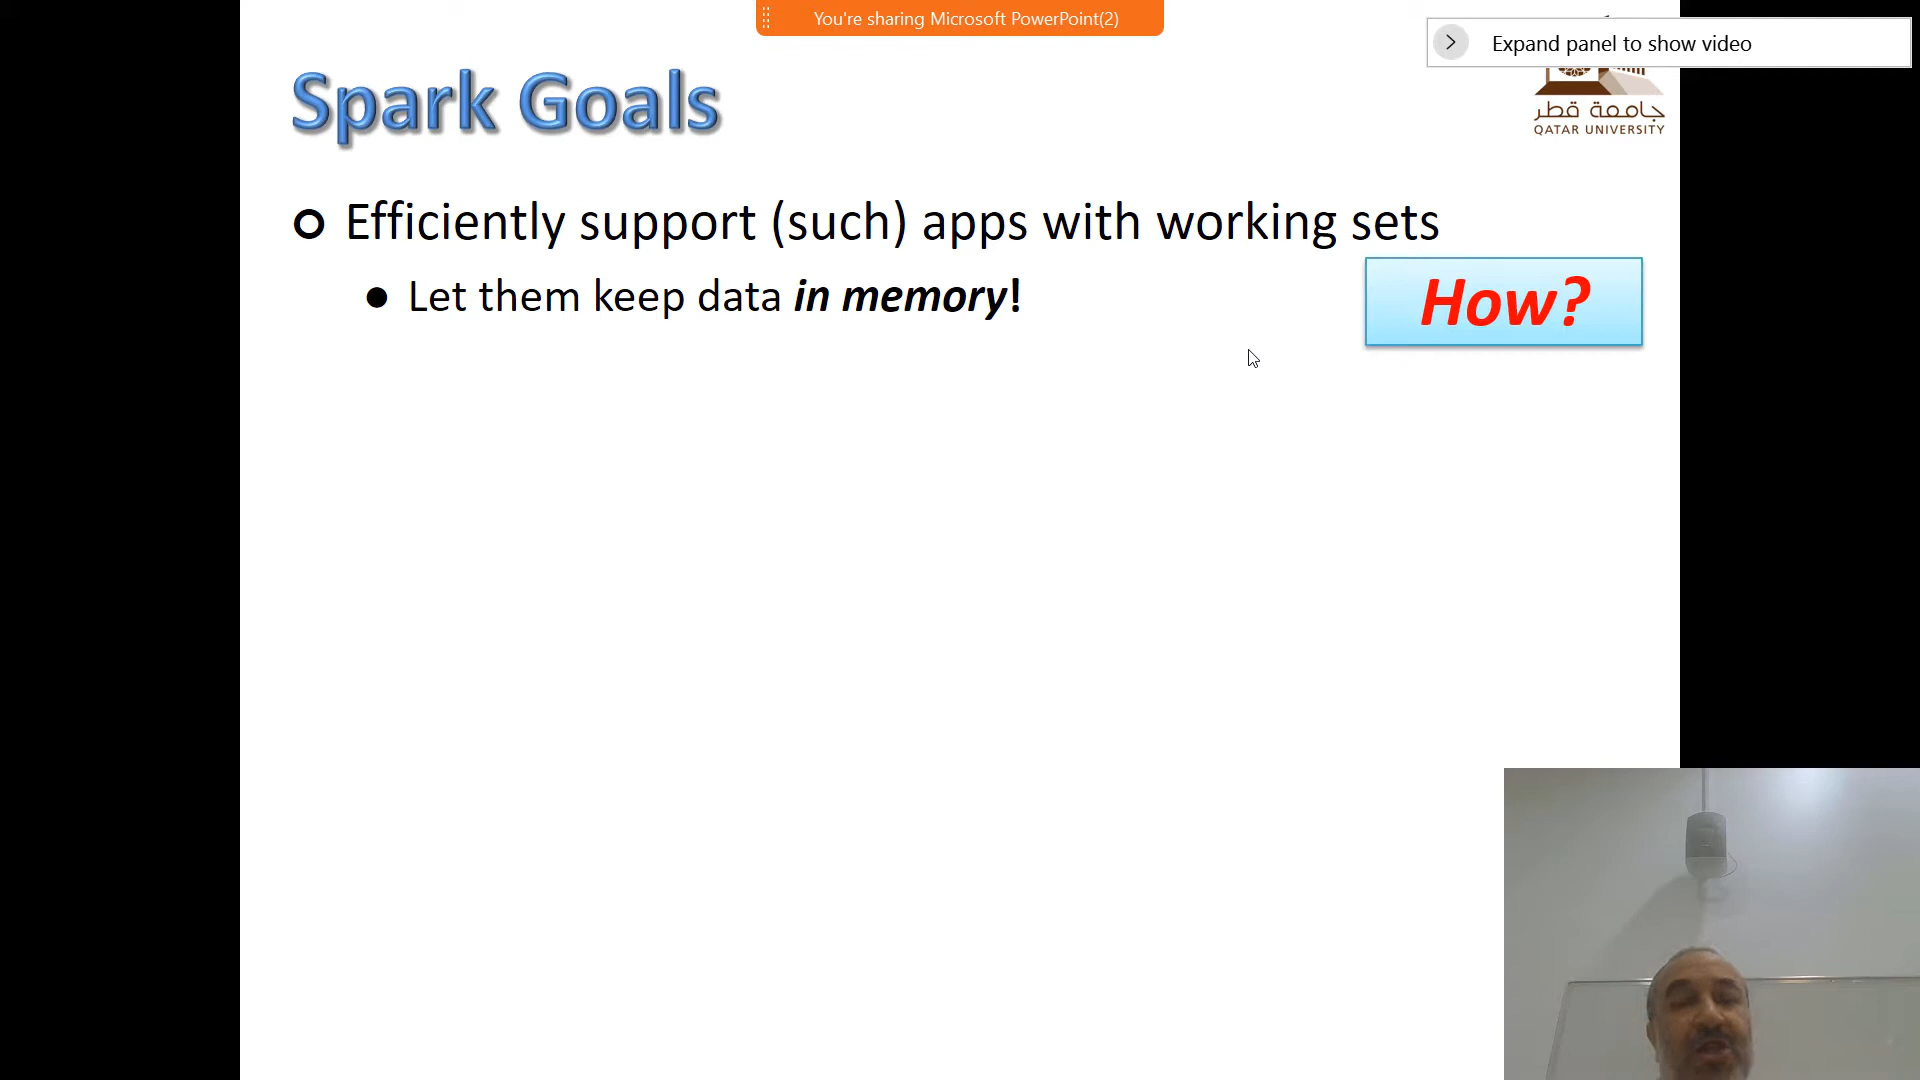 You're sharing Microsoft PowerPoint(2)
Expand panel to show video
Spark Goals
جامعة قطر
QATAR UNIVERSITY
Efficiently support (such) apps with working sets
Let them keep data in memory!
How?